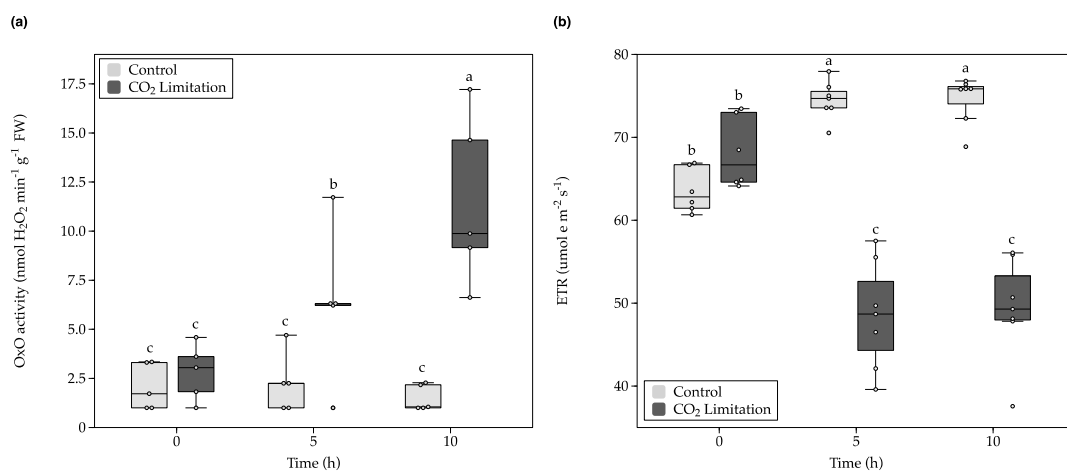 (a)
OxO activity (nmol H₂O₂ min⁻¹ g⁻¹ FW)
17.5
15.0
12.5
10.0
7.5
5.0
2.5
0
Control
CO₂ Limitation
c
c
c
b
c
a
0
5
10
Time (h)
(b)
ETR (umol e m⁻² s⁻¹)
80
70
60
50
40
b
b
a
c
a
c
Control
CO₂ Limitation
0
5
10
Time (h)